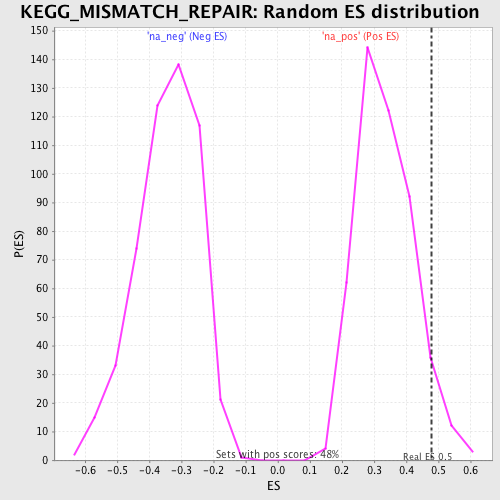 KEGG_MISMATCH_REPAIR: Random ES distribution
'na_neg' (Neg ES)
'na_pos' (Pos ES)
150
140
130
120
110
100
90
80
70
60
50
40
30
20
10
0
P(ES)
Sets with pos scores: 48%
Real ES 0.5
-0.6 -0.5 -0.4 -0.3 -0.2 -0.1 0.0 0.1 0.2 0.3 0.4 0.5 0.6
ES